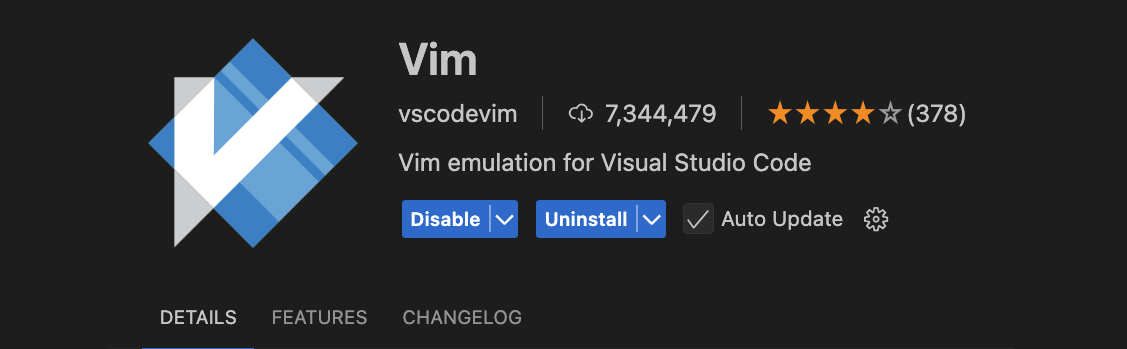 Vim
vscodevim 7,344,479 (378)
Vim emulation for Visual Studio Code
Disable Uninstall Auto Update
DETAILS FEATURES CHANGELOG